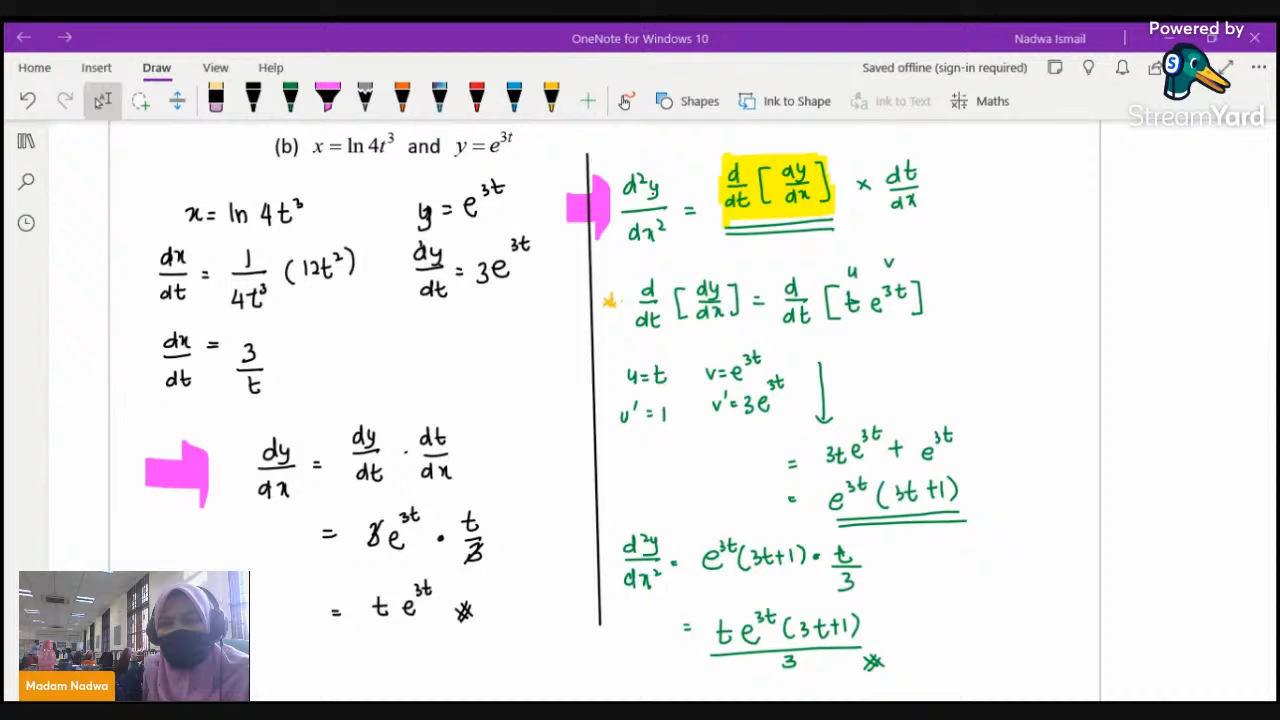 Powered by
StreamYard
OneNote for Windows 10
Nadwa Ismail
Home Insert Draw View Help
Saved offline (sign-in required)
Shapes Ink to Shape Ink to Text Maths
(b) x = ln 4t³ and y = e^{3t}
x = ln 4t³
dx/dt = 1/4t³ (12t²)
dx/dt = 3/t
y = e^{3t}
dy/dt = 3e^{3t}
dy/dx = dy/dt · dt/dx
= 3e^{3t} · t/3
= te^{3t}
d²y/dx² = d/dt [dy/dx] × dt/dx
d/dt [dy/dx] = d/dt [te^{3t}]
u v
u = t v = e^{3t}
u' = 1 v' = 3e^{3t}
= 3te^{3t} + e^{3t}
= e^{3t} (3t+1)
d²y/dx² = e^{3t} (3t+1) · t/3
= te^{3t} (3t+1)/3
Madam Nadwa